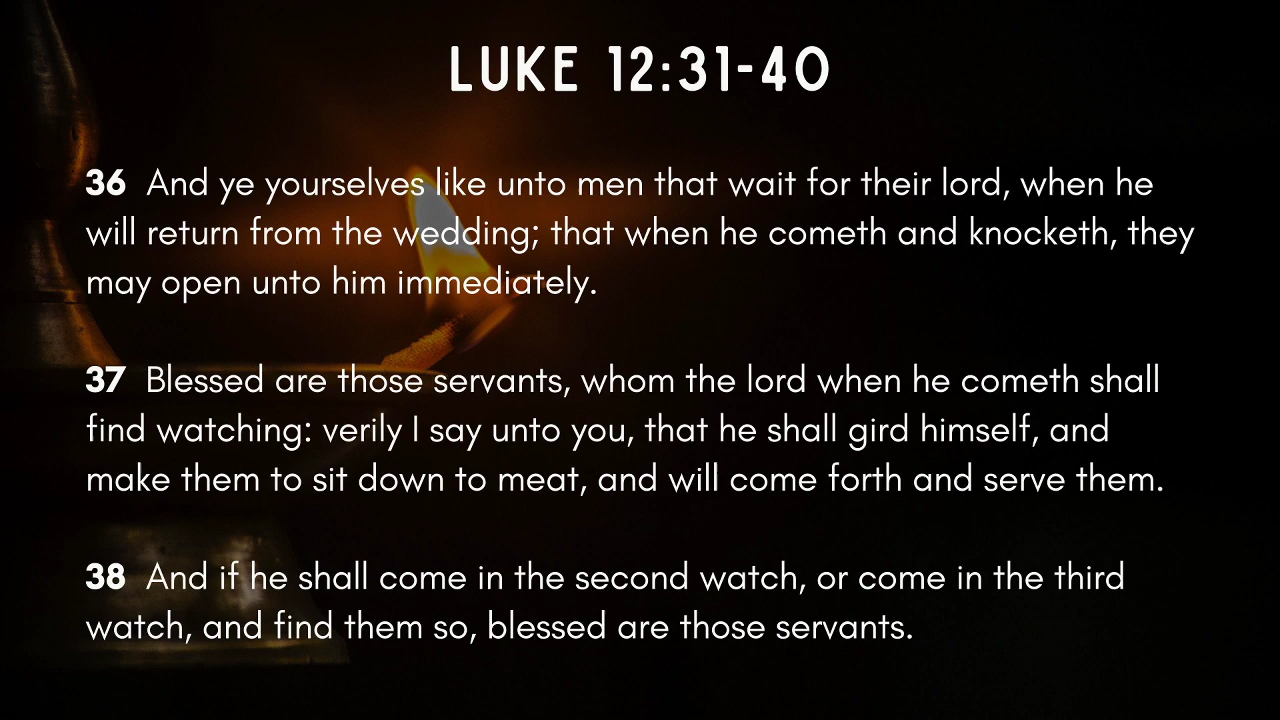 LUKE 12:31-40
36 And ye yourselves like unto men that wait for their lord, when he
will return from the wedding; that when he cometh and knocketh, they
may open unto him immediately.
37 Blessed are those servants, whom the lord when he cometh shall
find watching: verily I say unto you, that he shall gird himself, and
make them to sit down to meat, and will come forth and serve them.
38 And if he shall come in the second watch, or come in the third
watch, and find them so, blessed are those servants.